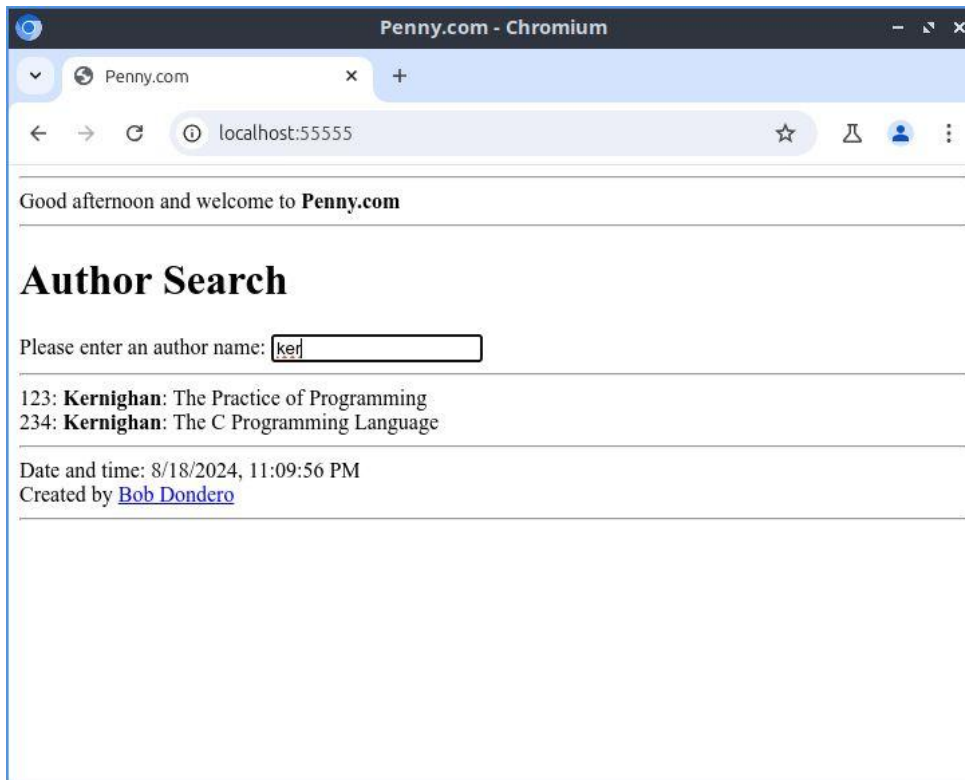 Penny.com - Chromium
Penny.com
localhost:55555
Good afternoon and welcome to Penny.com
Author Search
Please enter an author name: ker
123: Kernighan: The Practice of Programming
234: Kernighan: The C Programming Language
Date and time: 8/18/2024, 11:09:56 PM
Created by Bob Dondero